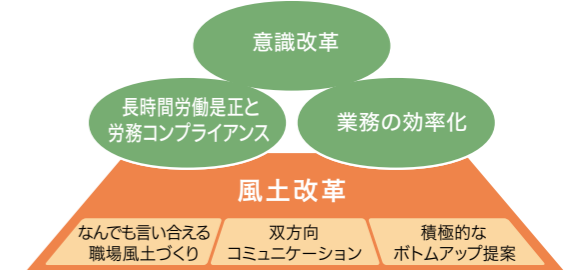 意識改革
長時間労働是正と
労務コンプライアンス
業務の効率化
風土改革
なんでも言い合える
職場風土づくり
双方向
コミュニケーション
積極的な
ボトムアップ提案